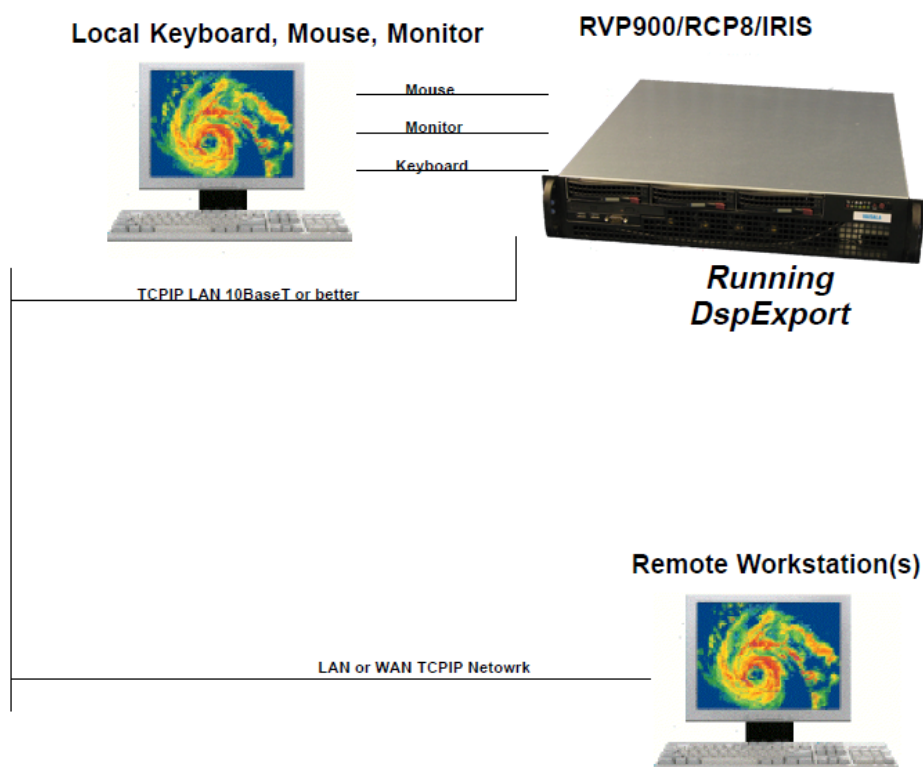 Local Keyboard, Mouse, Monitor
RVP900/RCP8/IRIS
Mouse
Monitor
Keyboard
Running
DspExport
TCPIP LAN 10BaseT or better
Remote Workstation(s)
LAN or WAN TCPIP Netowrk